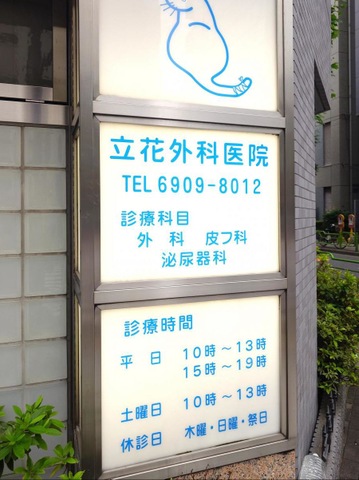 立花外科医院
TEL 6909-8012
診療科目
外科 皮フ科
泌尿器科
診療時間
平日 10時〜13時
15時〜19時
土曜日 10時〜13時
休診日 木曜・日曜・祭日